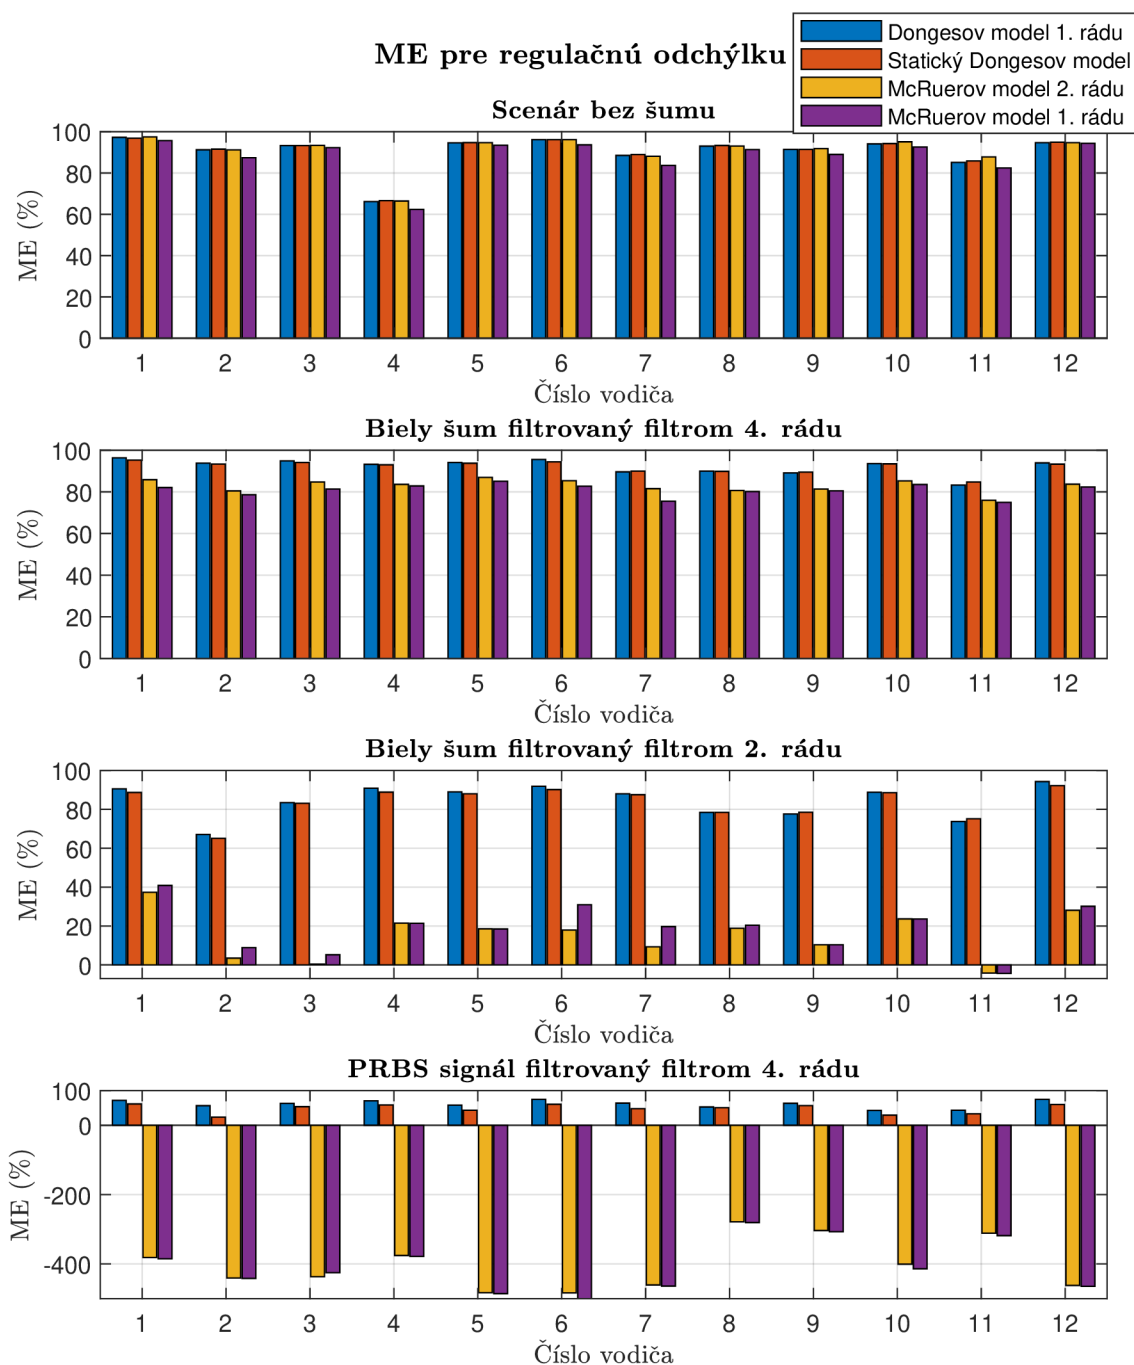 ME pre regulačnú odchýlku
Dongesov model 1. rádu
Statický Dongesov model
McRuerov model 2. rádu
McRuerov model 1. rádu
Scenár bez šumu
ME (%)
100
80
60
40
20
0
1 2 3 4 5 6 7 8 9 10 11 12
Číslo vodiča
Biely šum filtrovaný filtrom 4. rádu
ME (%)
100
80
60
40
20
0
1 2 3 4 5 6 7 8 9 10 11 12
Číslo vodiča
Biely šum filtrovaný filtrom 2. rádu
ME (%)
100
80
60
40
20
0
1 2 3 4 5 6 7 8 9 10 11 12
Číslo vodiča
PRBS signál filtrovaný filtrom 4. rádu
ME (%)
100
0
-200
-400
1 2 3 4 5 6 7 8 9 10 11 12
Číslo vodiča